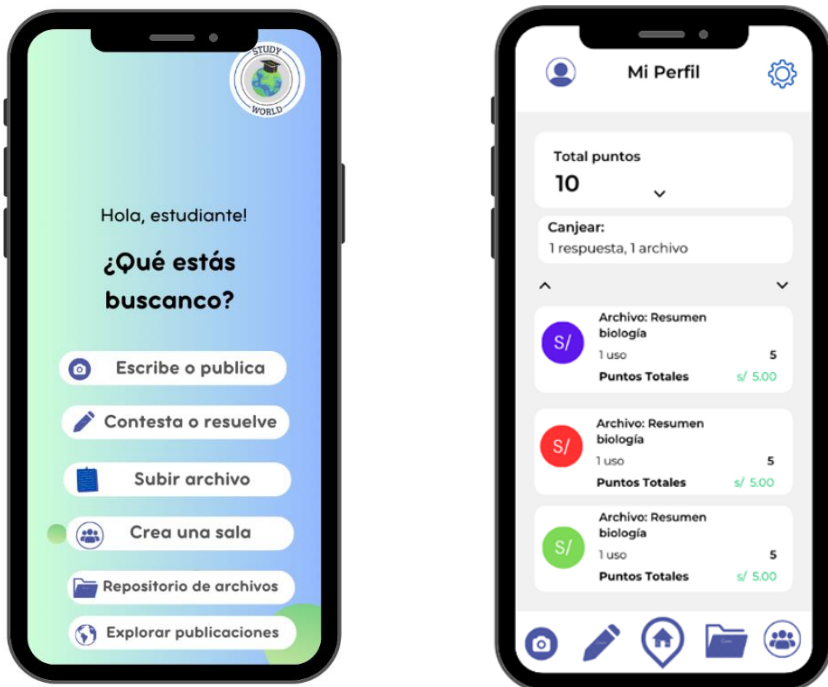 STUDY
WORLD
Hola, estudiante!
¿Qué estás
buscanco?
Escribe o publica
Contesta o resuelve
Subir archivo
Crea una sala
Repositorio de archivos
Explorar publicaciones
Mi Perfil
Total puntos
10
Canjear:
1 respuesta, 1 archivo
S/
Archivo: Resumen
biología
1 uso 5
Puntos Totales s/ 5.00
S/
Archivo: Resumen
biología
1 uso 5
Puntos Totales s/ 5.00
S/
Archivo: Resumen
biología
1 uso 5
Puntos Totales s/ 5.00